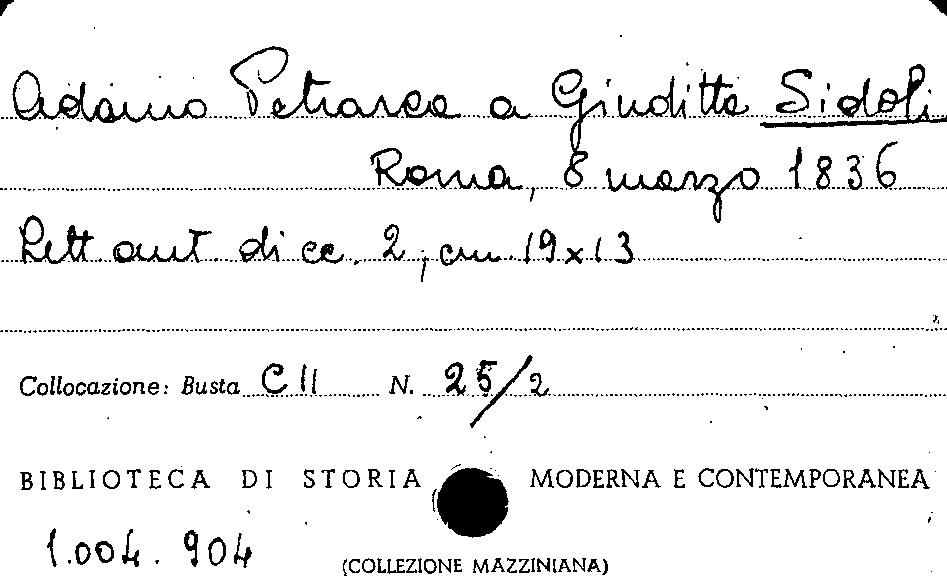 Adamo Petrarca a Giuditta Sidoli
Roma, 8 marzo 1836
Lett. aut. di cc. 2, cm. 19x13
Collocazione: Busta C II N. 25/2
BIBLIOTECA DI STORIA MODERNA E CONTEMPORANEA
1.004.904
(COLLEZIONE MAZZINIANA)